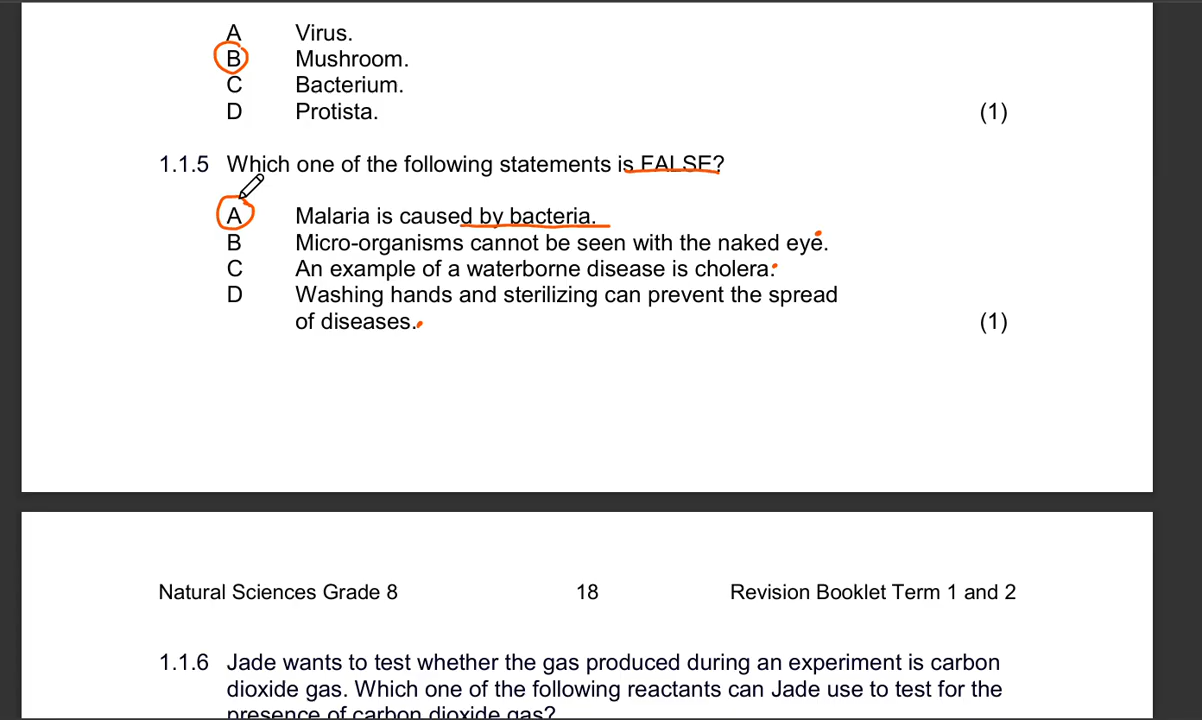 A Virus.
B Mushroom.
C Bacterium.
D Protista. (1)
1.1.5 Which one of the following statements is FALSE?
A Malaria is caused by bacteria.
B Micro-organisms cannot be seen with the naked eye.
C An example of a waterborne disease is cholera.
D Washing hands and sterilizing can prevent the spread
of diseases. (1)
Natural Sciences Grade 8 18 Revision Booklet Term 1 and 2
1.1.6 Jade wants to test whether the gas produced during an experiment is carbon
dioxide gas. Which one of the following reactants can Jade use to test for the
presence of carbon dioxide gas?